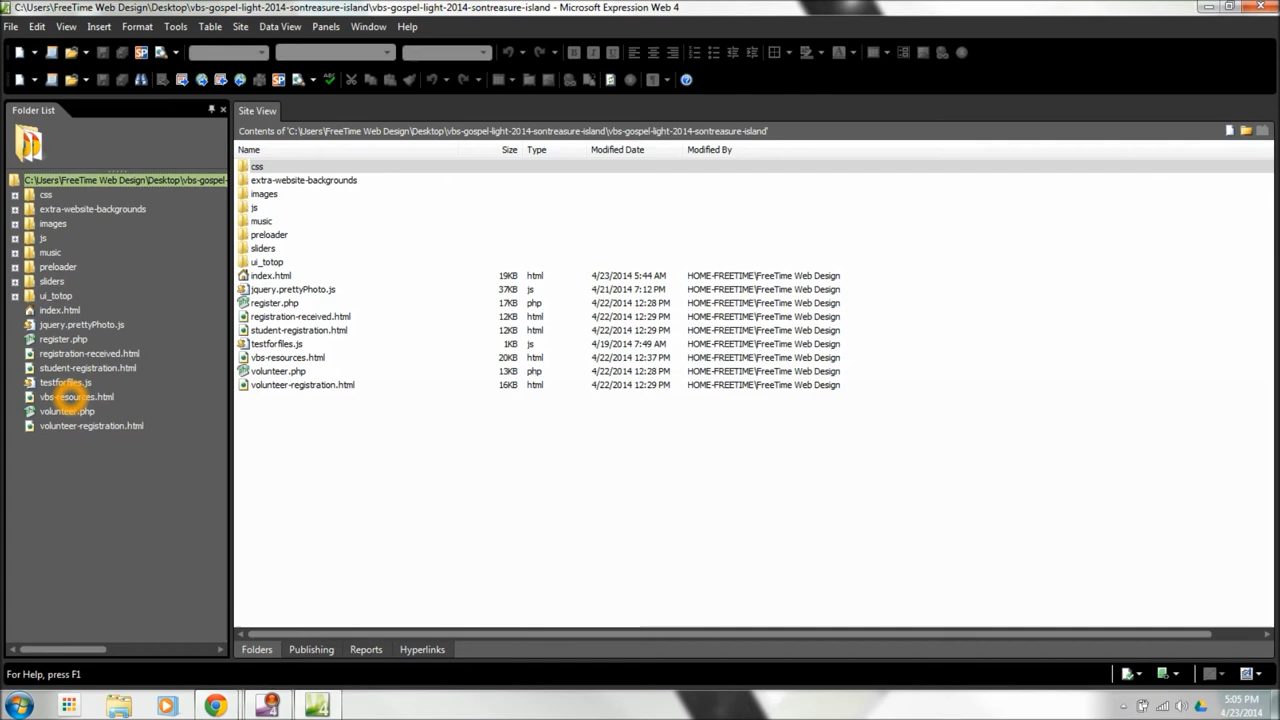 C:\Users\FreeTime Web Design\Desktop\vbs-gospel-light-2014-sontreasure-island\vbs-gospel-light-2014-sontreasure-island - Microsoft Expression Web 4
File Edit View Insert Format Tools Table Site Data View Panels Window Help
Folder List
Site View
Contents of 'C:\Users\FreeTime Web Design\Desktop\vbs-gospel-light-2014-sontreasure-island\vbs-gospel-light-2014-sontreasure-island'
Name Size Type Modified Date Modified By
C:\Users\FreeTime Web Design\Desktop\vbs-gospel-
css
extra-website-backgrounds
images
js
music
preloader
sliders
ui_totop
index.html
jquery.prettyPhoto.js
register.php
registration-received.html
student-registration.html
testforfiles.js
vbs-resources.html
volunteer.php
volunteer-registration.html
css
extra-website-backgrounds
images
js
music
preloader
sliders
ui_totop
index.html 19KB html 4/23/2014 5:44 AM HOME-FREETIME\FreeTime Web Design
jquery.prettyPhoto.js 37KB js 4/21/2014 7:12 PM HOME-FREETIME\FreeTime Web Design
register.php 17KB php 4/22/2014 12:28 PM HOME-FREETIME\FreeTime Web Design
registration-received.html 12KB html 4/22/2014 12:29 PM HOME-FREETIME\FreeTime Web Design
student-registration.html 12KB html 4/22/2014 12:29 PM HOME-FREETIME\FreeTime Web Design
testforfiles.js 1KB js 4/19/2014 7:49 AM HOME-FREETIME\FreeTime Web Design
vbs-resources.html 20KB html 4/22/2014 12:37 PM HOME-FREETIME\FreeTime Web Design
volunteer.php 13KB php 4/22/2014 12:28 PM HOME-FREETIME\FreeTime Web Design
volunteer-registration.html 16KB html 4/22/2014 12:29 PM HOME-FREETIME\FreeTime Web Design
Folders Publishing Reports Hyperlinks
For Help, press F1
5:05 PM
4/23/2014